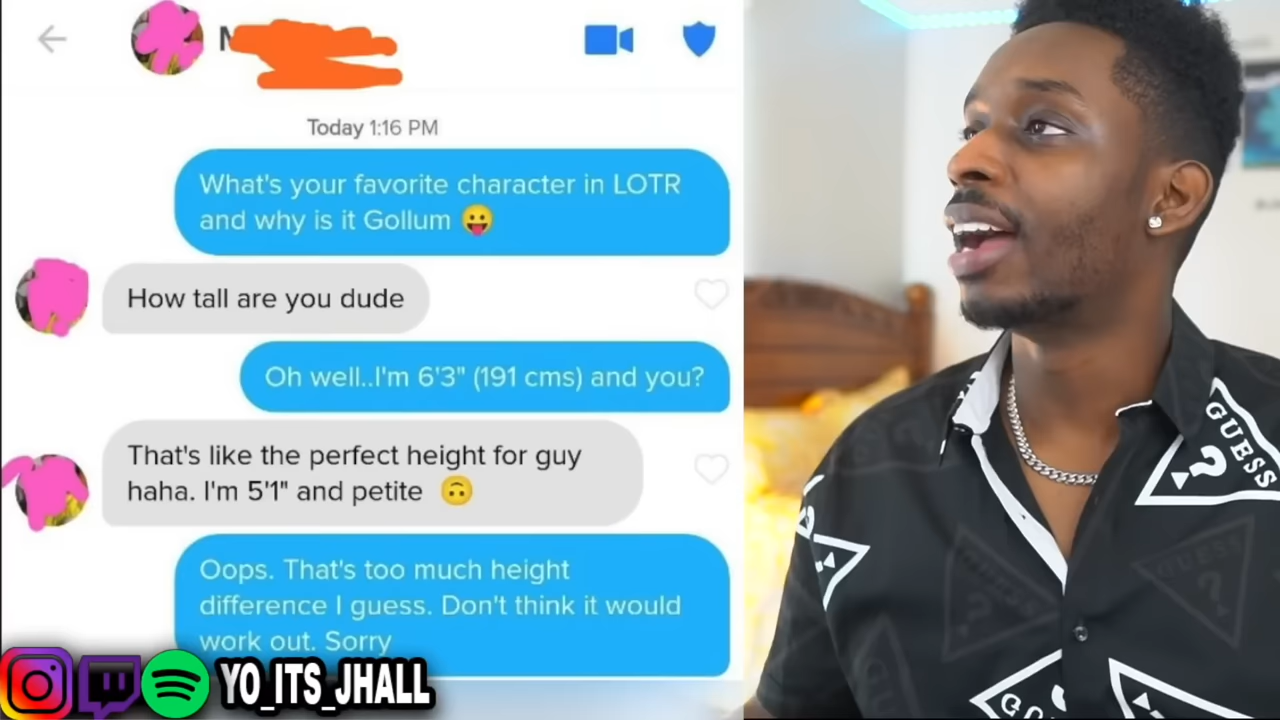 Today 1:16 PM
What's your favorite character in LOTR
and why is it Gollum 😛
How tall are you dude
Oh well..I'm 6'3" (191 cms) and you?
That's like the perfect height for guy
haha. I'm 5'1" and petite 🙃
Oops. That's too much height
difference I guess. Don't think it would
work out. Sorry
YO_ITS_JHALL
GUESS
?
GUESS
?
GUESS
?